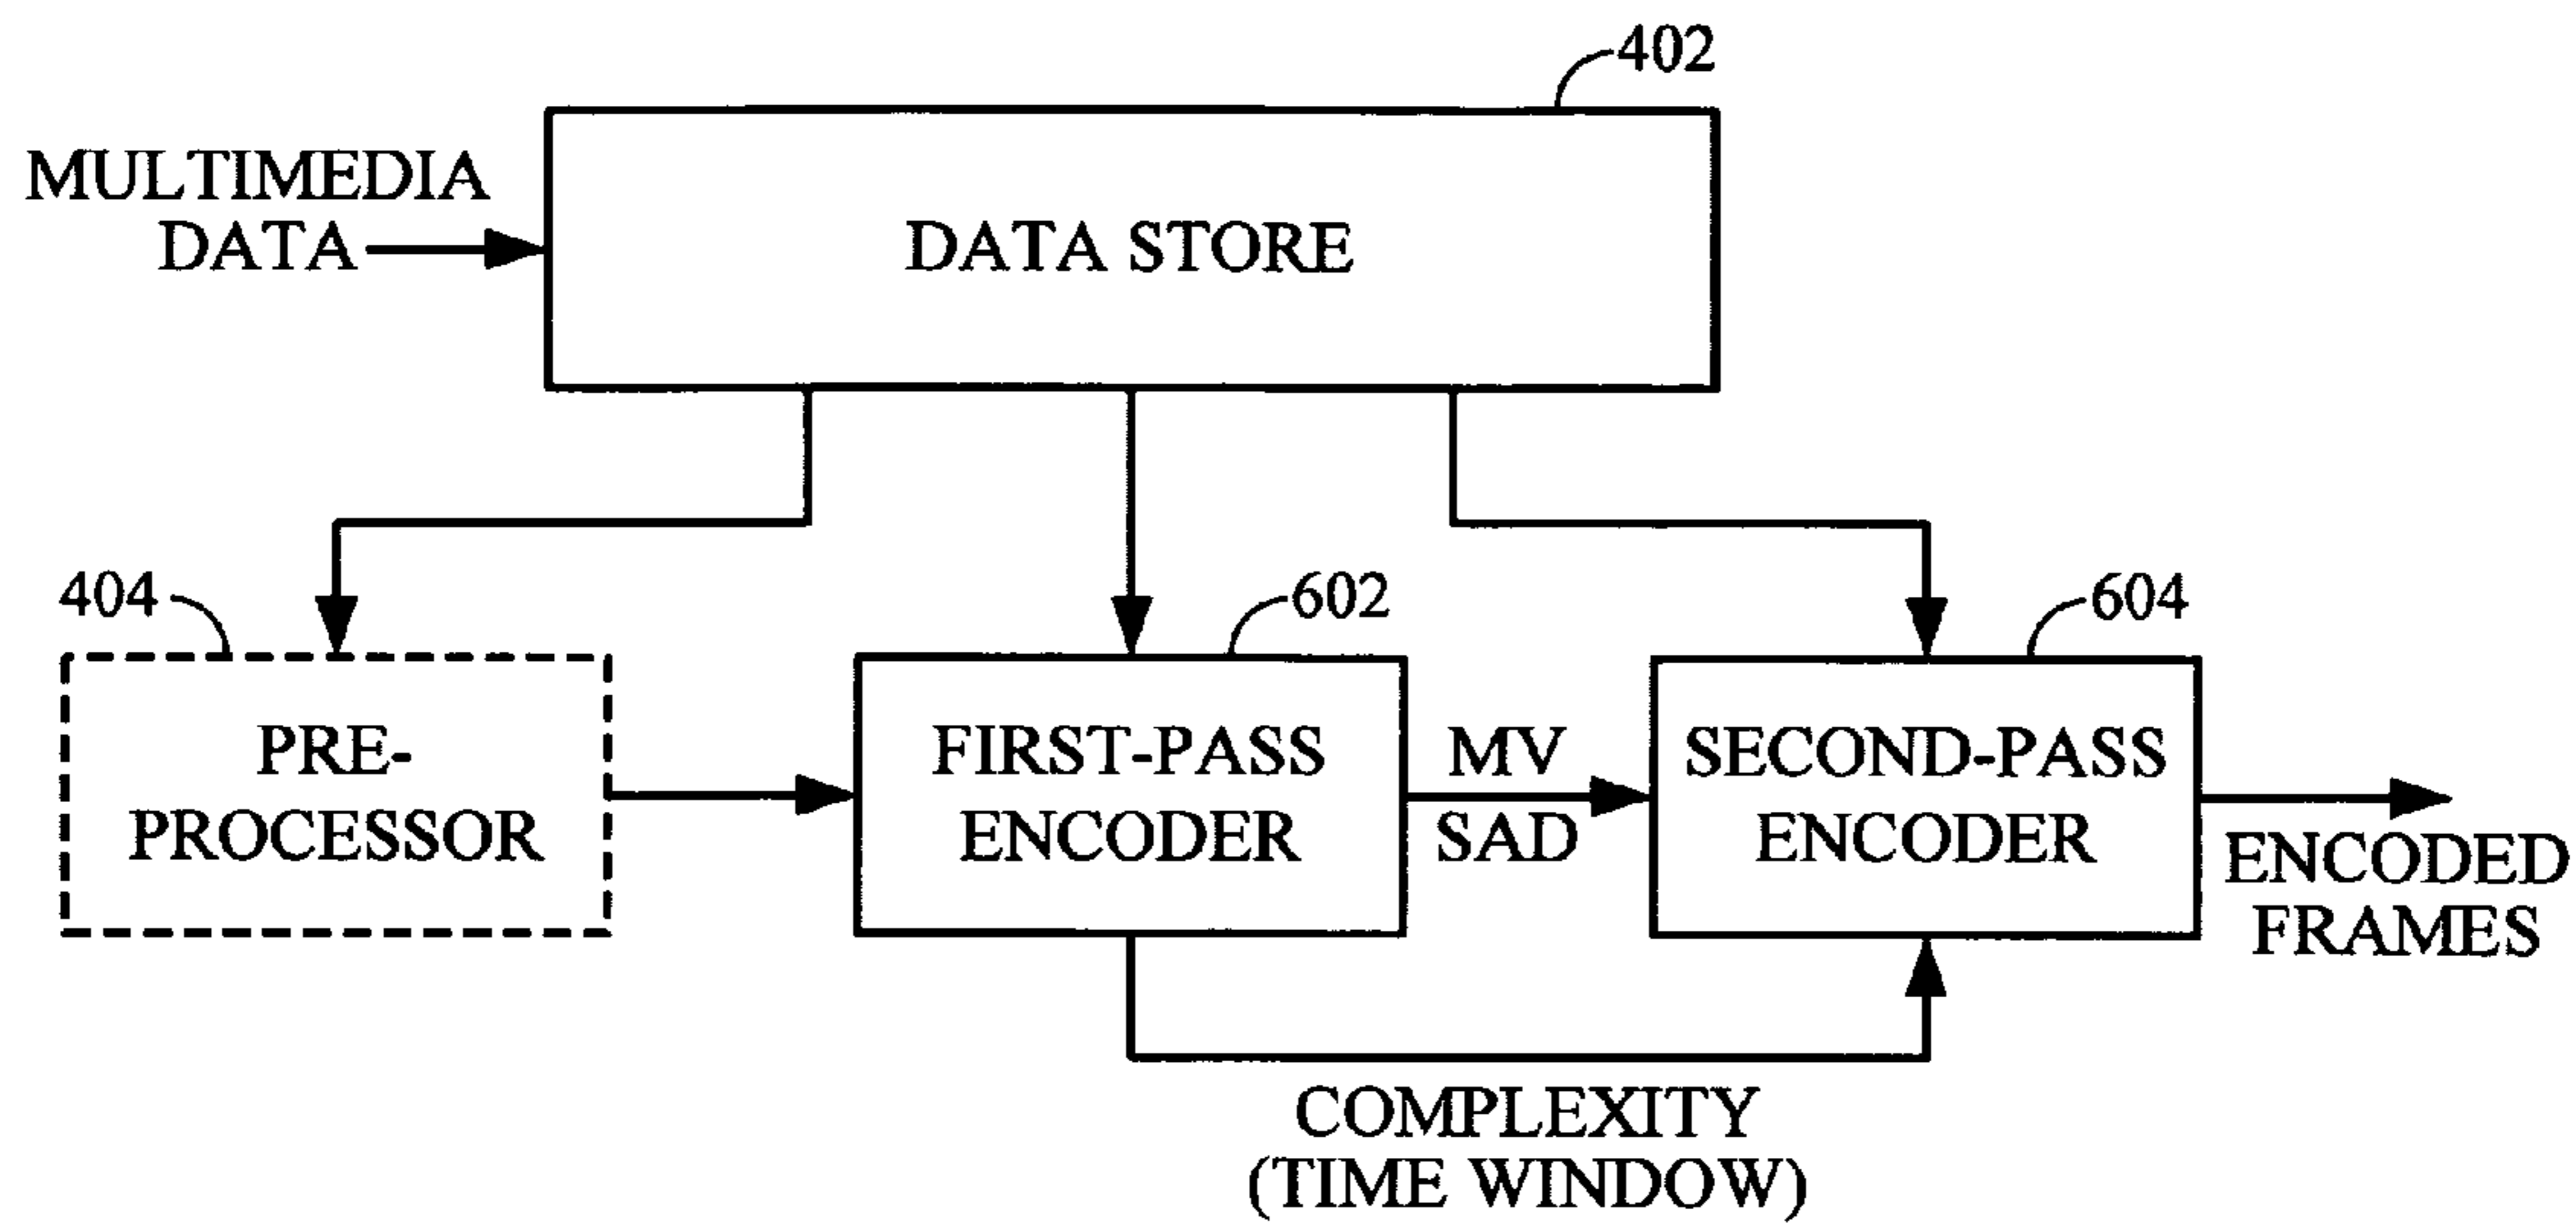 402
MULTIMEDIA
DATA
DATA STORE
404
602
604
PRE-
PROCESSOR
FIRST-PASS
ENCODER
MV
SAD
SECOND-PASS
ENCODER
ENCODED
FRAMES
COMPLEXITY
(TIME WINDOW)